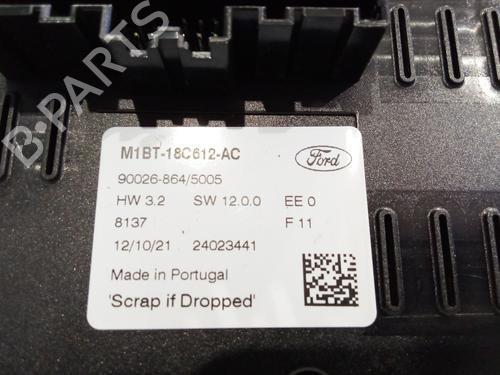 B-PARTS
M1BT-18C612-AC
Ford
90026-864/5005
HW 3.2 SW 12.0.0 EE 0
8137 F 11
12/10/21 24023441
Made in Portugal
'Scrap if Dropped'